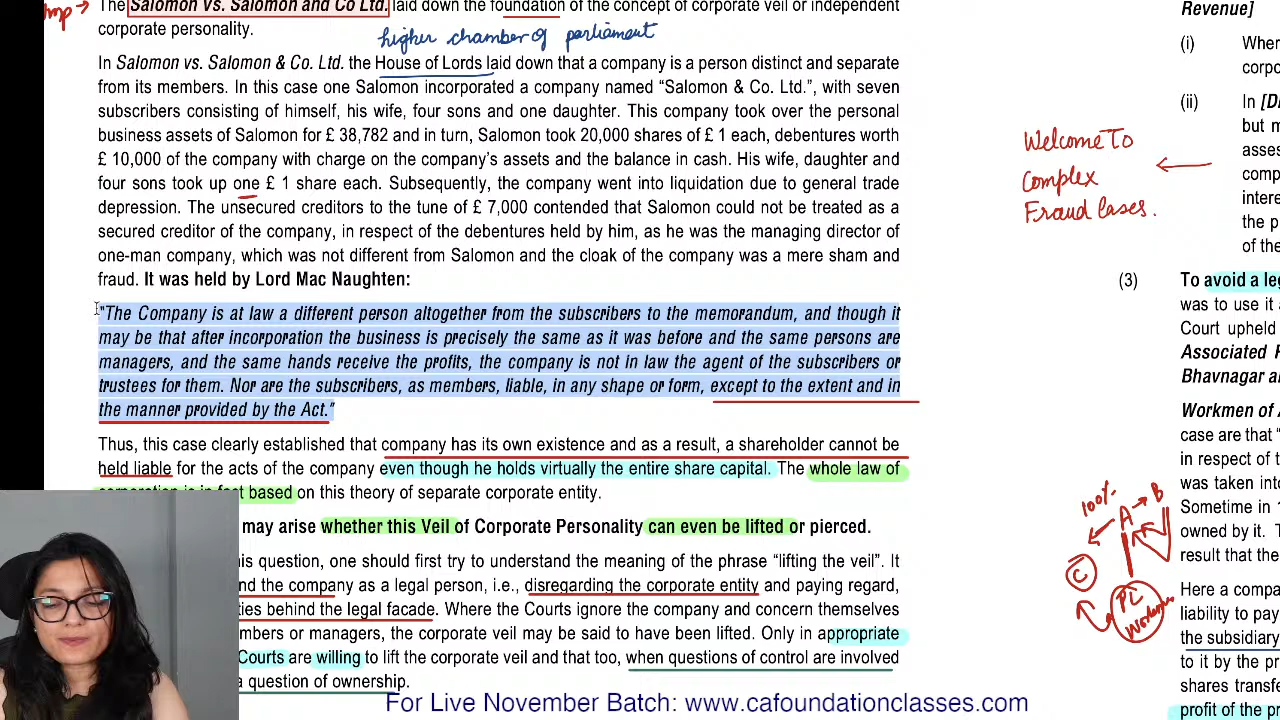 Imp → The Salomon Vs. Salomon and Co Ltd. laid down the foundation of the concept of corporate veil or independent
corporate personality.
higher chamber of parliament
In Salomon vs. Salomon & Co. Ltd. the House of Lords laid down that a company is a person distinct and separate
from its members. In this case one Salomon incorporated a company named “Salomon & Co. Ltd.”, with seven
subscribers consisting of himself, his wife, four sons and one daughter. This company took over the personal
business assets of Salomon for £ 38,782 and in turn, Salomon took 20,000 shares of £ 1 each, debentures worth
£ 10,000 of the company with charge on the company’s assets and the balance in cash. His wife, daughter and
four sons took up one £ 1 share each. Subsequently, the company went into liquidation due to general trade
depression. The unsecured creditors to the tune of £ 7,000 contended that Salomon could not be treated as a
secured creditor of the company, in respect of the debentures held by him, as he was the managing director of
one-man company, which was not different from Salomon and the cloak of the company was a mere sham and
fraud. It was held by Lord Mac Naughten:
"The Company is at law a different person altogether from the subscribers to the memorandum, and though it
may be that after incorporation the business is precisely the same as it was before and the same persons are
managers, and the same hands receive the profits, the company is not in law the agent of the subscribers or
trustees for them. Nor are the subscribers, as members, liable, in any shape or form, except to the extent and in
the manner provided by the Act."
Thus, this case clearly established that company has its own existence and as a result, a shareholder cannot be
held liable for the acts of the company even though he holds virtually the entire share capital. The whole law of
corporation is in fact based on this theory of separate corporate entity.
may arise whether this Veil of Corporate Personality can even be lifted or pierced.
his question, one should first try to understand the meaning of the phrase “lifting the veil”. It
nd the company as a legal person, i.e., disregarding the corporate entity and paying regard,
ties behind the legal facade. Where the Courts ignore the company and concern themselves
mbers or managers, the corporate veil may be said to have been lifted. Only in appropriate
Courts are willing to lift the corporate veil and that too, when questions of control are involved
a question of ownership.
For Live November Batch: www.cafoundationclasses.com
Revenue]
(i) Wher
corpo
(ii) In [Di
but m
asses
comp
intere
the p
of the
Welcome To
Complex
Fraud Cases.
(3) To avoid a leg
was to use it a
Court upheld
Associated R
Bhavnagar an
Workmen of A
case are that “
in respect of t
was taken into
Sometime in 1
owned by it. T
result that the
100% A → B
C
PL
Workmen
Here a compa
liability to pay
the subsidiary
to it by the pr
shares transfe
profit of the pr